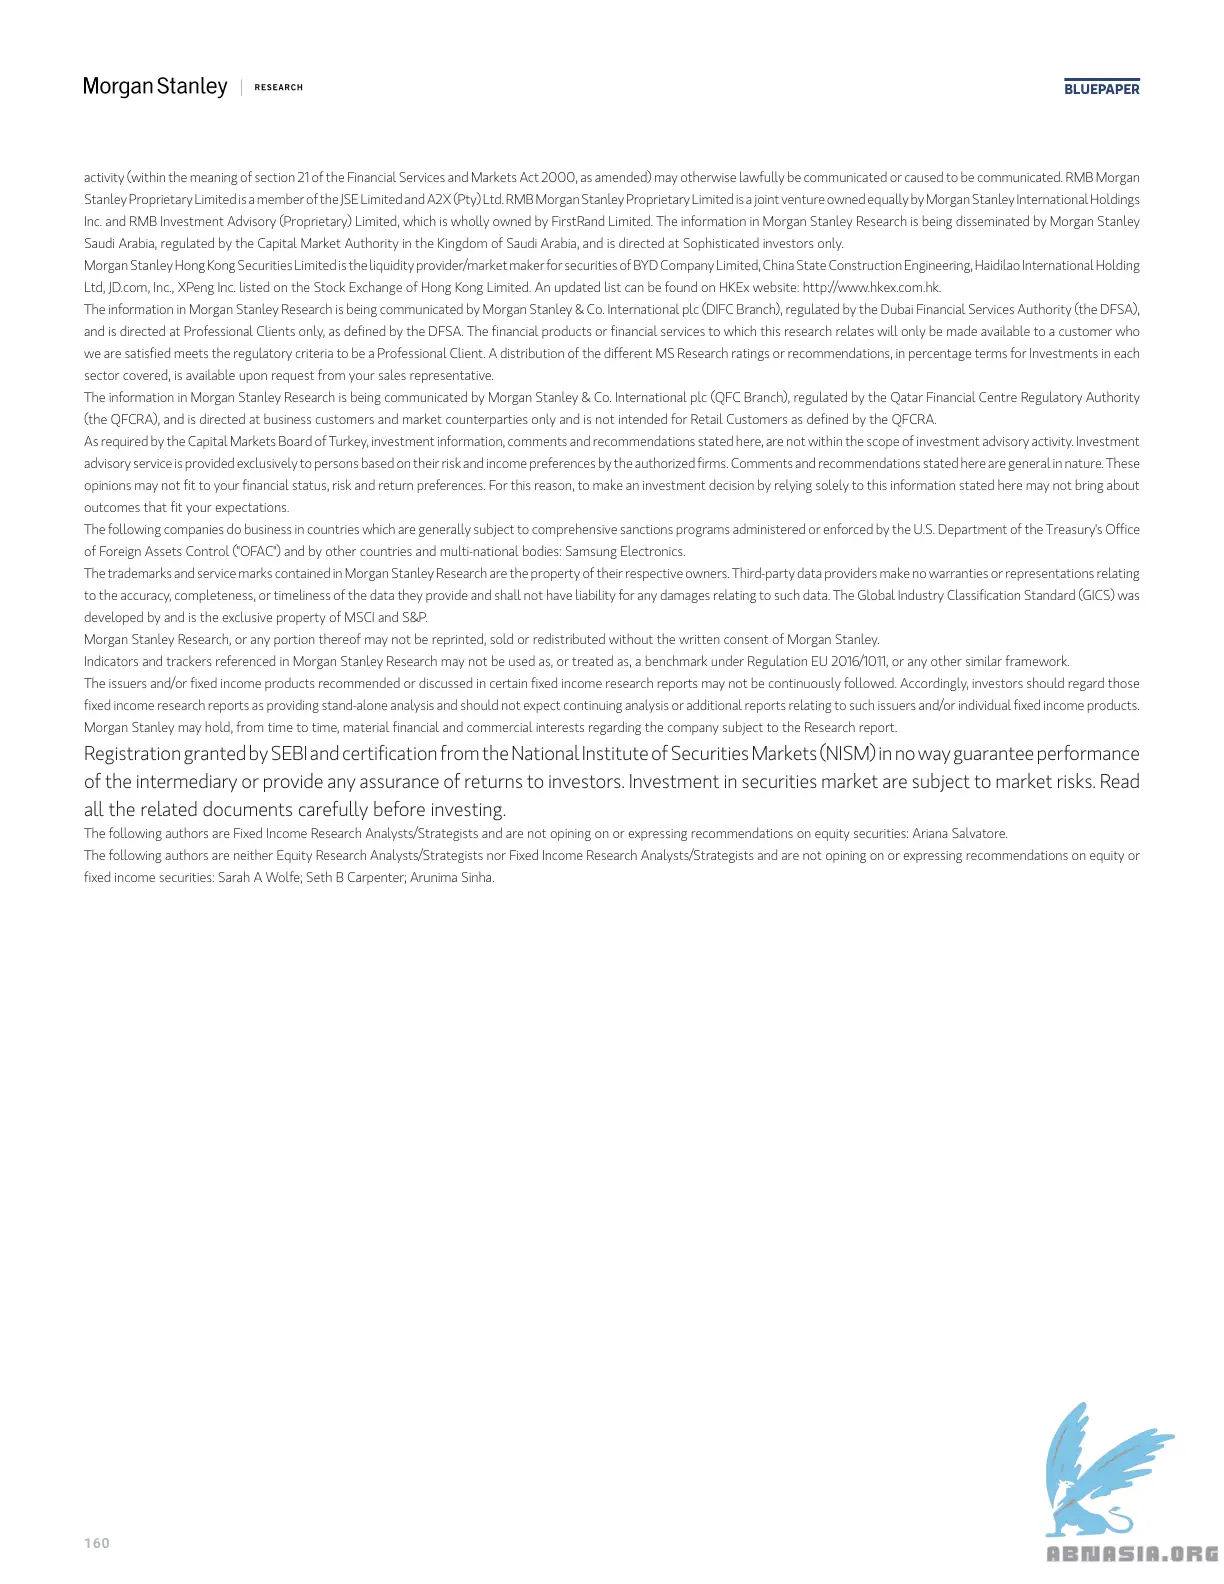 Morgan Stanley | RESEARCH
BLUEPAPER
activity (within the meaning of section 21 of the Financial Services and Markets Act 2000, as amended) may otherwise lawfully be communicated or caused to be communicated. RMB Morgan
Stanley Proprietary Limited is a member of the JSE Limited and A2X (Pty) Ltd. RMB Morgan Stanley Proprietary Limited is a joint venture owned equally by Morgan Stanley International Holdings
Inc. and RMB Investment Advisory (Proprietary) Limited, which is wholly owned by FirstRand Limited. The information in Morgan Stanley Research is being disseminated by Morgan Stanley
Saudi Arabia, regulated by the Capital Market Authority in the Kingdom of Saudi Arabia, and is directed at Sophisticated investors only.
Morgan Stanley Hong Kong Securities Limited is the liquidity provider/market maker for securities of BYD Company Limited, China State Construction Engineering, Haidilao International Holding
Ltd, JD.com, Inc., XPeng Inc. listed on the Stock Exchange of Hong Kong Limited. An updated list can be found on HKEx website: http://www.hkex.com.hk.
The information in Morgan Stanley Research is being communicated by Morgan Stanley & Co. International plc (DIFC Branch), regulated by the Dubai Financial Services Authority (the DFSA),
and is directed at Professional Clients only, as defined by the DFSA. The financial products or financial services to which this research relates will only be made available to a customer who
we are satisfied meets the regulatory criteria to be a Professional Client. A distribution of the different MS Research ratings or recommendations, in percentage terms for Investments in each
sector covered, is available upon request from your sales representative.
The information in Morgan Stanley Research is being communicated by Morgan Stanley & Co. International plc (QFC Branch), regulated by the Qatar Financial Centre Regulatory Authority
(the QFCRA), and is directed at business customers and market counterparties only and is not intended for Retail Customers as defined by the QFCRA.
As required by the Capital Markets Board of Turkey, investment information, comments and recommendations stated here, are not within the scope of investment advisory activity. Investment
advisory service is provided exclusively to persons based on their risk and income preferences by the authorized firms. Comments and recommendations stated here are general in nature. These
opinions may not fit to your financial status, risk and return preferences. For this reason, to make an investment decision by relying solely to this information stated here may not bring about
outcomes that fit your expectations.
The following companies do business in countries which are generally subject to comprehensive sanctions programs administered or enforced by the U.S. Department of the Treasury's Office
of Foreign Assets Control ("OFAC") and by other countries and multi-national bodies: Samsung Electronics.
The trademarks and service marks contained in Morgan Stanley Research are the property of their respective owners. Third-party data providers make no warranties or representations relating
to the accuracy, completeness, or timeliness of the data they provide and shall not have liability for any damages relating to such data. The Global Industry Classification Standard (GICS) was
developed by and is the exclusive property of MSCI and S&P.
Morgan Stanley Research, or any portion thereof may not be reprinted, sold or redistributed without the written consent of Morgan Stanley.
Indicators and trackers referenced in Morgan Stanley Research may not be used as, or treated as, a benchmark under Regulation EU 2016/1011, or any other similar framework.
The issuers and/or fixed income products recommended or discussed in certain fixed income research reports may not be continuously followed. Accordingly, investors should regard those
fixed income research reports as providing stand-alone analysis and should not expect continuing analysis or additional reports relating to such issuers and/or individual fixed income products.
Morgan Stanley may hold, from time to time, material financial and commercial interests regarding the company subject to the Research report.
Registration granted by SEBI and certification from the National Institute of Securities Markets (NISM) in no way guarantee performance
of the intermediary or provide any assurance of returns to investors. Investment in securities market are subject to market risks. Read
all the related documents carefully before investing.
The following authors are Fixed Income Research Analysts/Strategists and are not opining on or expressing recommendations on equity securities: Ariana Salvatore.
The following authors are neither Equity Research Analysts/Strategists nor Fixed Income Research Analysts/Strategists and are not opining on or expressing recommendations on equity or
fixed income securities: Sarah A Wolfe; Seth B Carpenter; Arunima Sinha.
160
ABNASIA.ORG